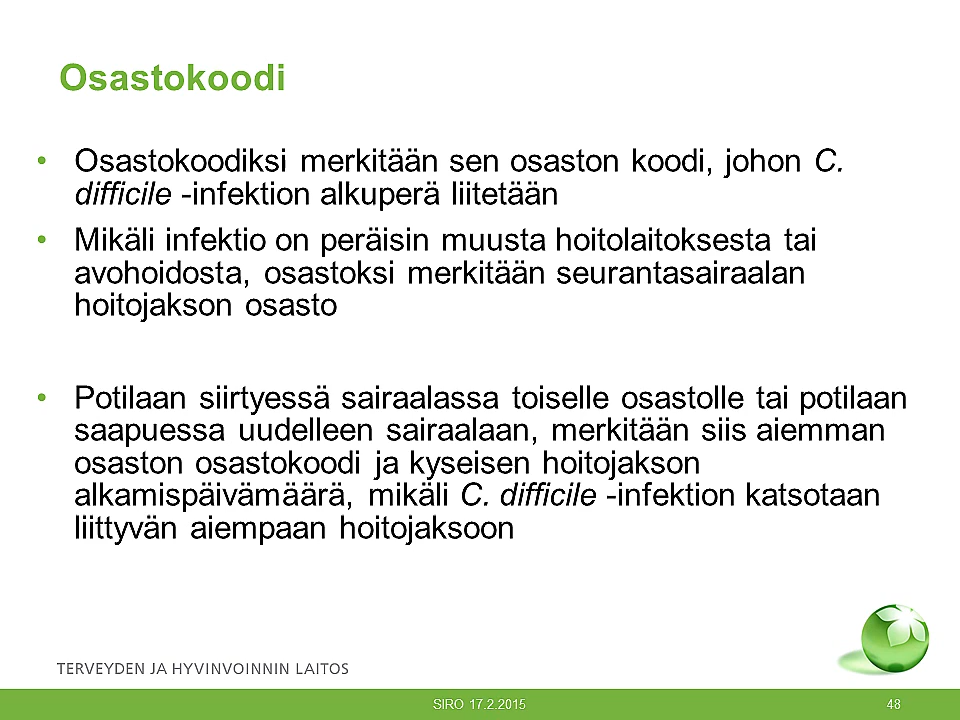 Osastokoodi
• Osastokoodiksi merkitään sen osaston koodi, johon C.
difficile -infektion alkuperä liitetään
• Mikäli infektio on peräisin muusta hoitolaitoksesta tai
avohoidosta, osastoksi merkitään seurantasairaalan
hoitojakson osasto
• Potilaan siirtyessä sairaalassa toiselle osastolle tai potilaan
saapuessa uudelleen sairaalaan, merkitään siis aiemman
osaston osastokoodi ja kyseisen hoitojakson
alkamispäivämäärä, mikäli C. difficile -infektion katsotaan
liittyvän aiempaan hoitojaksoon
TERVEYDEN JA HYVINVOINNIN LAITOS
SIRO 17.2.2015 48